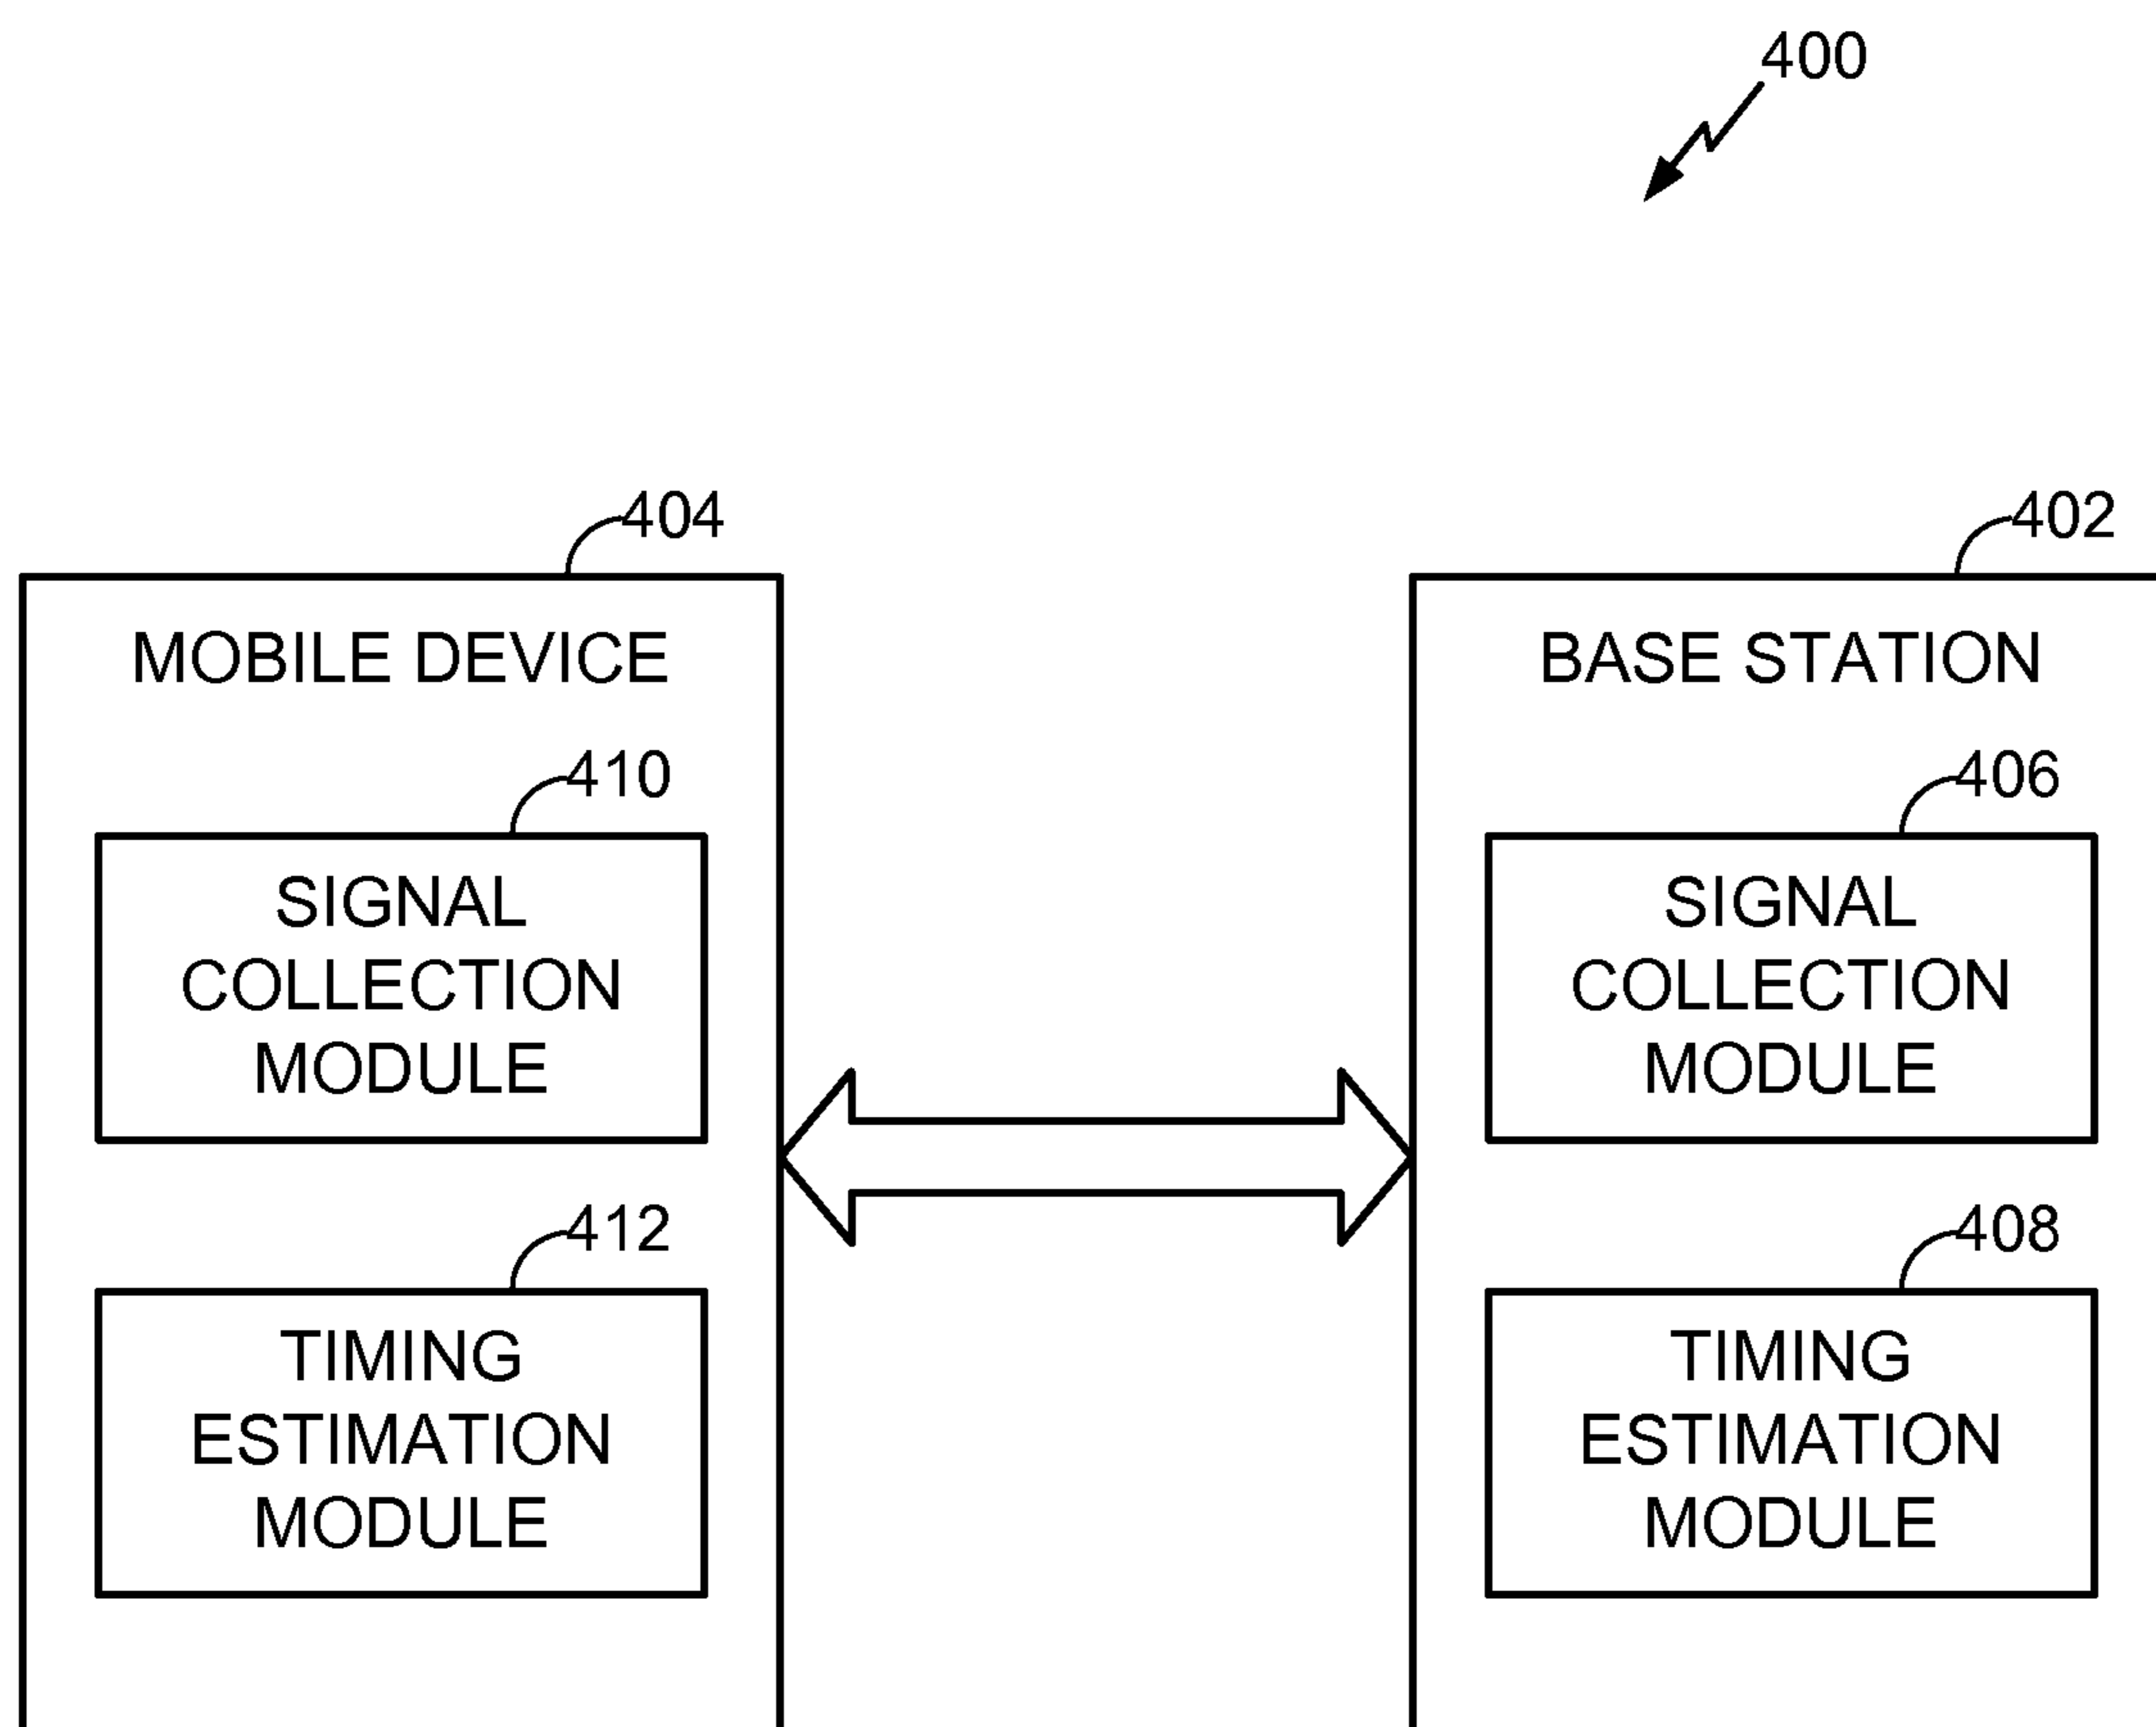 400
404
402
MOBILE DEVICE
BASE STATION
410
406
SIGNAL
COLLECTION
MODULE
SIGNAL
COLLECTION
MODULE
412
408
TIMING
ESTIMATION
MODULE
TIMING
ESTIMATION
MODULE